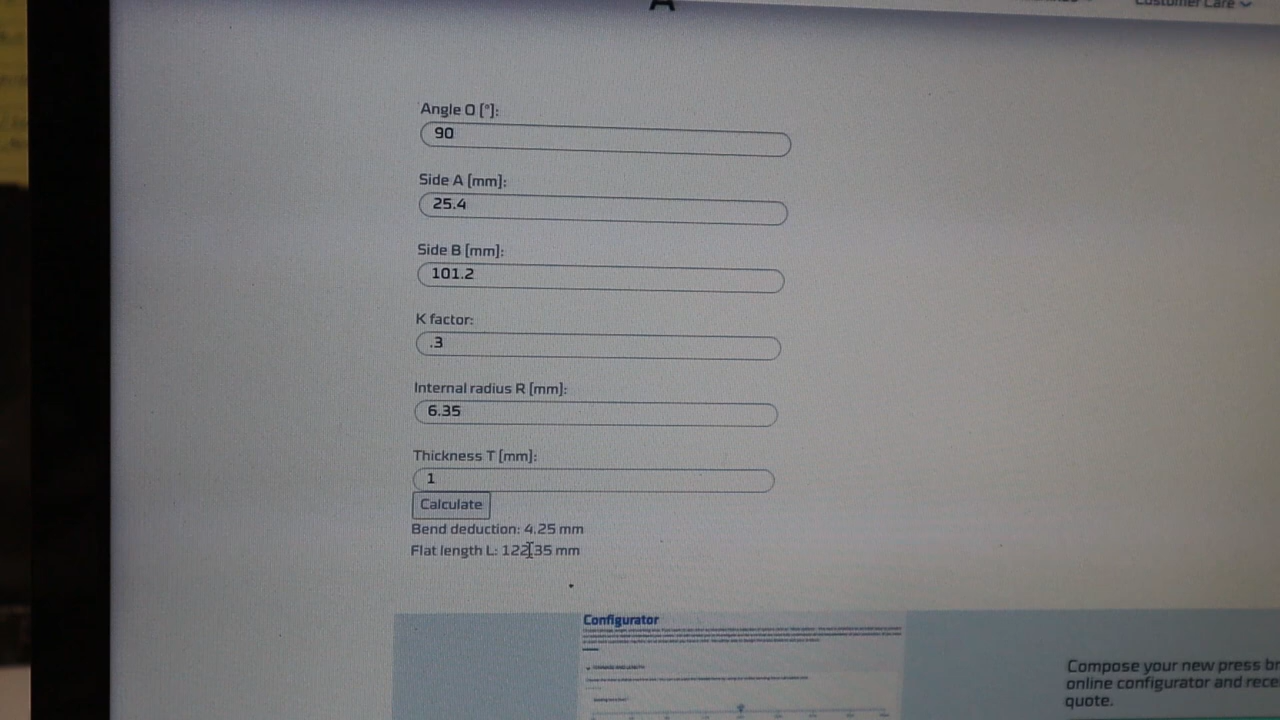 Customer Care
Angle O [°]:
90
Side A [mm]:
25.4
Side B [mm]:
101.2
K factor:
.3
Internal radius R [mm]:
6.35
Thickness T [mm]:
1
Calculate
Bend deduction: 4.25 mm
Flat length L: 122.35 mm
Configurator
Compose your new press br
online configurator and rece
quote.